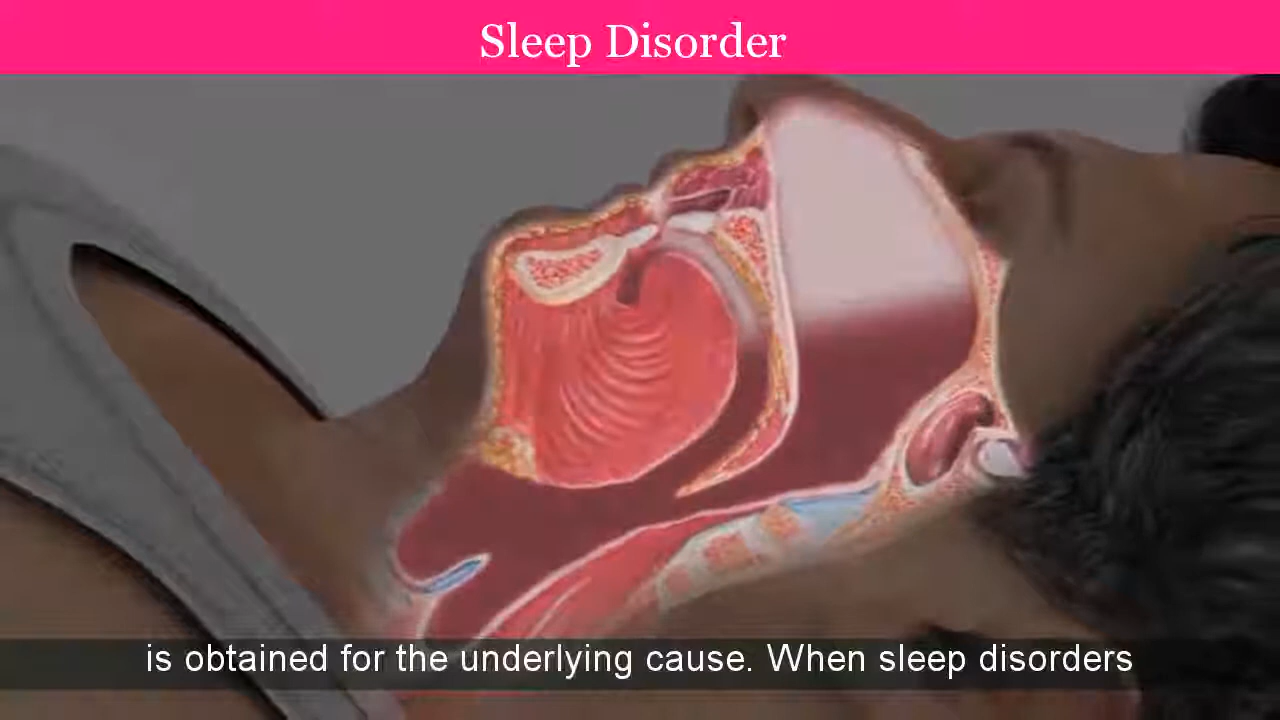 Sleep Disorder
is obtained for the underlying cause. When sleep disorders